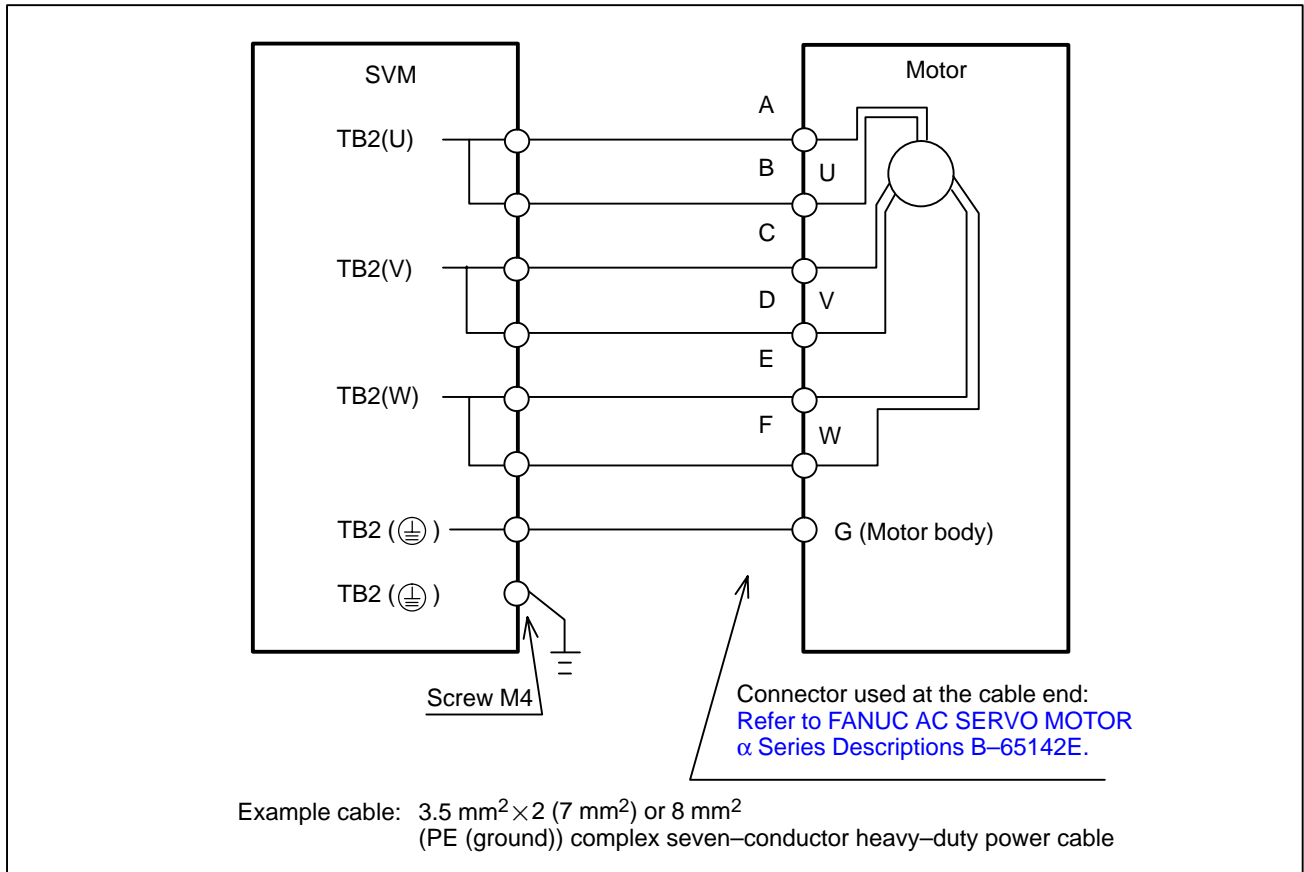 SVM
Motor
A
TB2(U)
B
U
C
TB2(V)
D
V
E
TB2(W)
F
W
TB2 (⏚)
G (Motor body)
TB2 (⏚)
Screw M4
Connector used at the cable end:
Refer to FANUC AC SERVO MOTOR
α Series Descriptions B–65142E.
Example cable: 3.5 mm²×2 (7 mm²) or 8 mm²
(PE (ground)) complex seven–conductor heavy–duty power cable